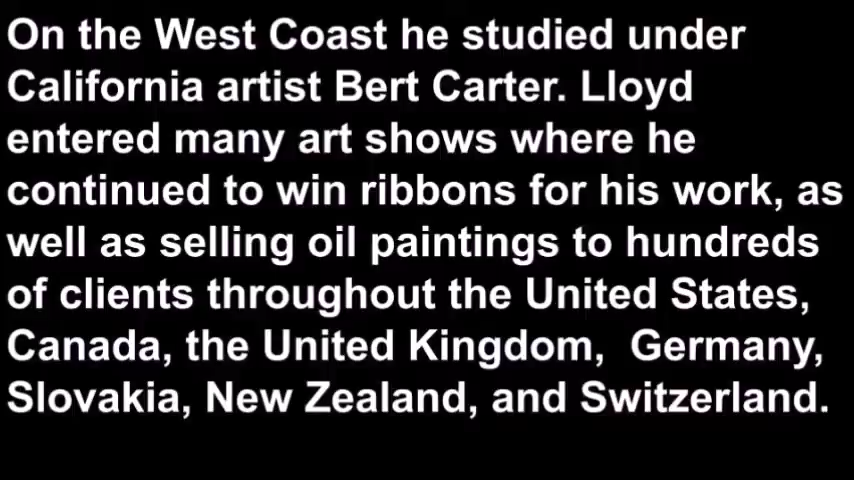 On the West Coast he studied under
California artist Bert Carter. Lloyd
entered many art shows where he
continued to win ribbons for his work, as
well as selling oil paintings to hundreds
of clients throughout the United States,
Canada, the United Kingdom,  Germany,
Slovakia, New Zealand, and Switzerland.